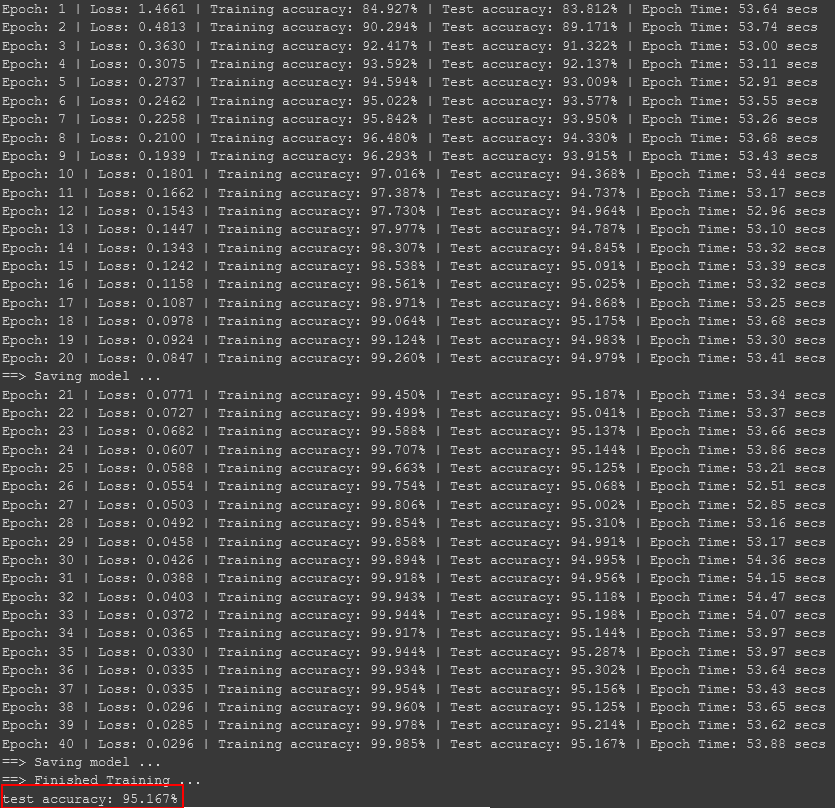 Epoch: 1 | Loss: 1.4661 | Training accuracy: 84.927% | Test accuracy: 83.812% | Epoch Time: 53.64 secs
Epoch: 2 | Loss: 0.4813 | Training accuracy: 90.294% | Test accuracy: 89.171% | Epoch Time: 53.74 secs
Epoch: 3 | Loss: 0.3630 | Training accuracy: 92.417% | Test accuracy: 91.322% | Epoch Time: 53.00 secs
Epoch: 4 | Loss: 0.3075 | Training accuracy: 93.592% | Test accuracy: 92.137% | Epoch Time: 53.11 secs
Epoch: 5 | Loss: 0.2737 | Training accuracy: 94.594% | Test accuracy: 93.009% | Epoch Time: 52.91 secs
Epoch: 6 | Loss: 0.2462 | Training accuracy: 95.022% | Test accuracy: 93.577% | Epoch Time: 53.55 secs
Epoch: 7 | Loss: 0.2258 | Training accuracy: 95.842% | Test accuracy: 93.950% | Epoch Time: 53.26 secs
Epoch: 8 | Loss: 0.2100 | Training accuracy: 96.480% | Test accuracy: 94.330% | Epoch Time: 53.68 secs
Epoch: 9 | Loss: 0.1939 | Training accuracy: 96.293% | Test accuracy: 93.915% | Epoch Time: 53.43 secs
Epoch: 10 | Loss: 0.1801 | Training accuracy: 97.016% | Test accuracy: 94.368% | Epoch Time: 53.44 secs
Epoch: 11 | Loss: 0.1662 | Training accuracy: 97.387% | Test accuracy: 94.737% | Epoch Time: 53.17 secs
Epoch: 12 | Loss: 0.1543 | Training accuracy: 97.730% | Test accuracy: 94.964% | Epoch Time: 52.96 secs
Epoch: 13 | Loss: 0.1447 | Training accuracy: 97.977% | Test accuracy: 94.787% | Epoch Time: 53.10 secs
Epoch: 14 | Loss: 0.1343 | Training accuracy: 98.307% | Test accuracy: 94.845% | Epoch Time: 53.32 secs
Epoch: 15 | Loss: 0.1242 | Training accuracy: 98.538% | Test accuracy: 95.091% | Epoch Time: 53.39 secs
Epoch: 16 | Loss: 0.1158 | Training accuracy: 98.561% | Test accuracy: 95.025% | Epoch Time: 53.32 secs
Epoch: 17 | Loss: 0.1087 | Training accuracy: 98.971% | Test accuracy: 94.868% | Epoch Time: 53.25 secs
Epoch: 18 | Loss: 0.0978 | Training accuracy: 99.064% | Test accuracy: 95.175% | Epoch Time: 53.68 secs
Epoch: 19 | Loss: 0.0924 | Training accuracy: 99.124% | Test accuracy: 94.983% | Epoch Time: 53.30 secs
Epoch: 20 | Loss: 0.0847 | Training accuracy: 99.260% | Test accuracy: 94.979% | Epoch Time: 53.41 secs
==> Saving model ...
Epoch: 21 | Loss: 0.0771 | Training accuracy: 99.450% | Test accuracy: 95.187% | Epoch Time: 53.34 secs
Epoch: 22 | Loss: 0.0727 | Training accuracy: 99.499% | Test accuracy: 95.041% | Epoch Time: 53.37 secs
Epoch: 23 | Loss: 0.0682 | Training accuracy: 99.588% | Test accuracy: 95.137% | Epoch Time: 53.66 secs
Epoch: 24 | Loss: 0.0607 | Training accuracy: 99.707% | Test accuracy: 95.144% | Epoch Time: 53.86 secs
Epoch: 25 | Loss: 0.0588 | Training accuracy: 99.663% | Test accuracy: 95.125% | Epoch Time: 53.21 secs
Epoch: 26 | Loss: 0.0554 | Training accuracy: 99.754% | Test accuracy: 95.068% | Epoch Time: 52.51 secs
Epoch: 27 | Loss: 0.0503 | Training accuracy: 99.806% | Test accuracy: 95.002% | Epoch Time: 52.85 secs
Epoch: 28 | Loss: 0.0492 | Training accuracy: 99.854% | Test accuracy: 95.310% | Epoch Time: 53.16 secs
Epoch: 29 | Loss: 0.0458 | Training accuracy: 99.858% | Test accuracy: 94.991% | Epoch Time: 53.17 secs
Epoch: 30 | Loss: 0.0426 | Training accuracy: 99.894% | Test accuracy: 94.995% | Epoch Time: 54.36 secs
Epoch: 31 | Loss: 0.0388 | Training accuracy: 99.918% | Test accuracy: 94.956% | Epoch Time: 54.15 secs
Epoch: 32 | Loss: 0.0403 | Training accuracy: 99.943% | Test accuracy: 95.118% | Epoch Time: 54.47 secs
Epoch: 33 | Loss: 0.0372 | Training accuracy: 99.944% | Test accuracy: 95.198% | Epoch Time: 54.07 secs
Epoch: 34 | Loss: 0.0365 | Training accuracy: 99.917% | Test accuracy: 95.144% | Epoch Time: 53.97 secs
Epoch: 35 | Loss: 0.0330 | Training accuracy: 99.944% | Test accuracy: 95.287% | Epoch Time: 53.97 secs
Epoch: 36 | Loss: 0.0335 | Training accuracy: 99.934% | Test accuracy: 95.302% | Epoch Time: 53.64 secs
Epoch: 37 | Loss: 0.0335 | Training accuracy: 99.954% | Test accuracy: 95.156% | Epoch Time: 53.43 secs
Epoch: 38 | Loss: 0.0296 | Training accuracy: 99.960% | Test accuracy: 95.125% | Epoch Time: 53.65 secs
Epoch: 39 | Loss: 0.0285 | Training accuracy: 99.978% | Test accuracy: 95.214% | Epoch Time: 53.62 secs
Epoch: 40 | Loss: 0.0296 | Training accuracy: 99.985% | Test accuracy: 95.167% | Epoch Time: 53.88 secs
==> Saving model ...
==> Finished Training ...
test accuracy: 95.167%